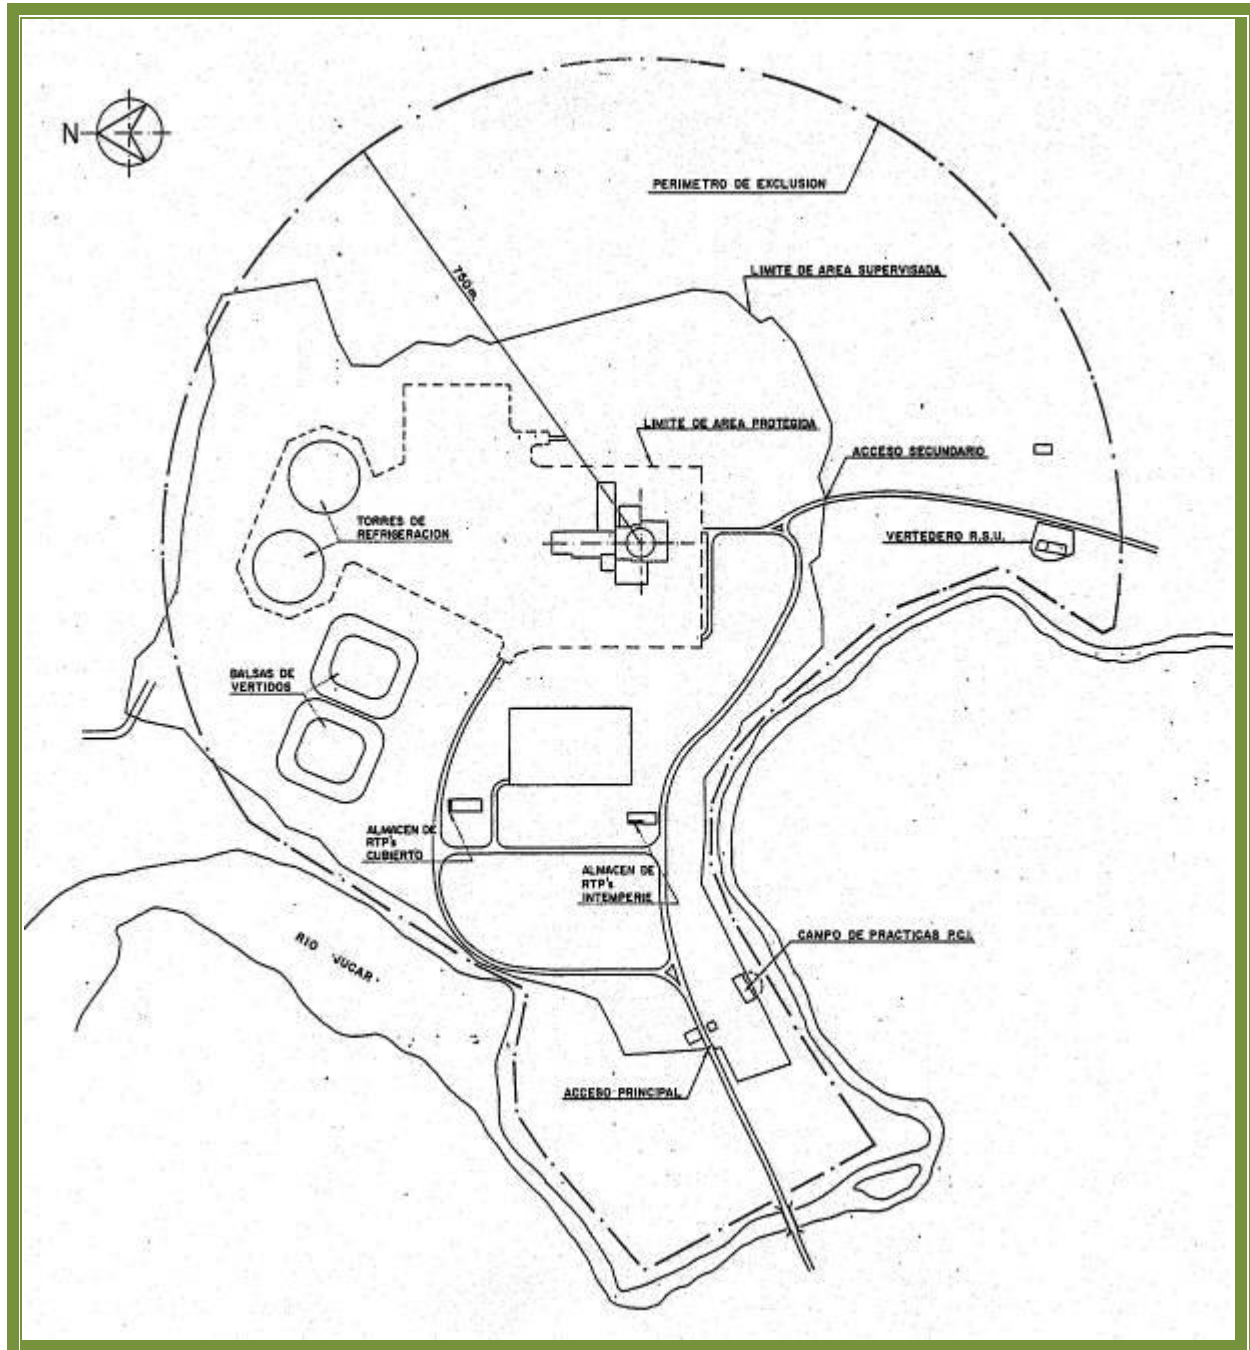 N
PERIMETRO DE EXCLUSION
750m.
LIMITE DE AREA SUPERVISADA
LIMITE DE AREA PROTEGIDA
ACCESO SECUNDARIO
TORRES DE
REFRIGERACION
VERTEDERO R.S.U.
BALSAS DE
VERTIDOS
ALMACEN DE
RTP's
CUBIERTO
ALMACEN DE
RTP's
INTEMPERIE
CAMPO DE PRACTICAS P.C.I.
RIO JUCAR
ACCESO PRINCIPAL